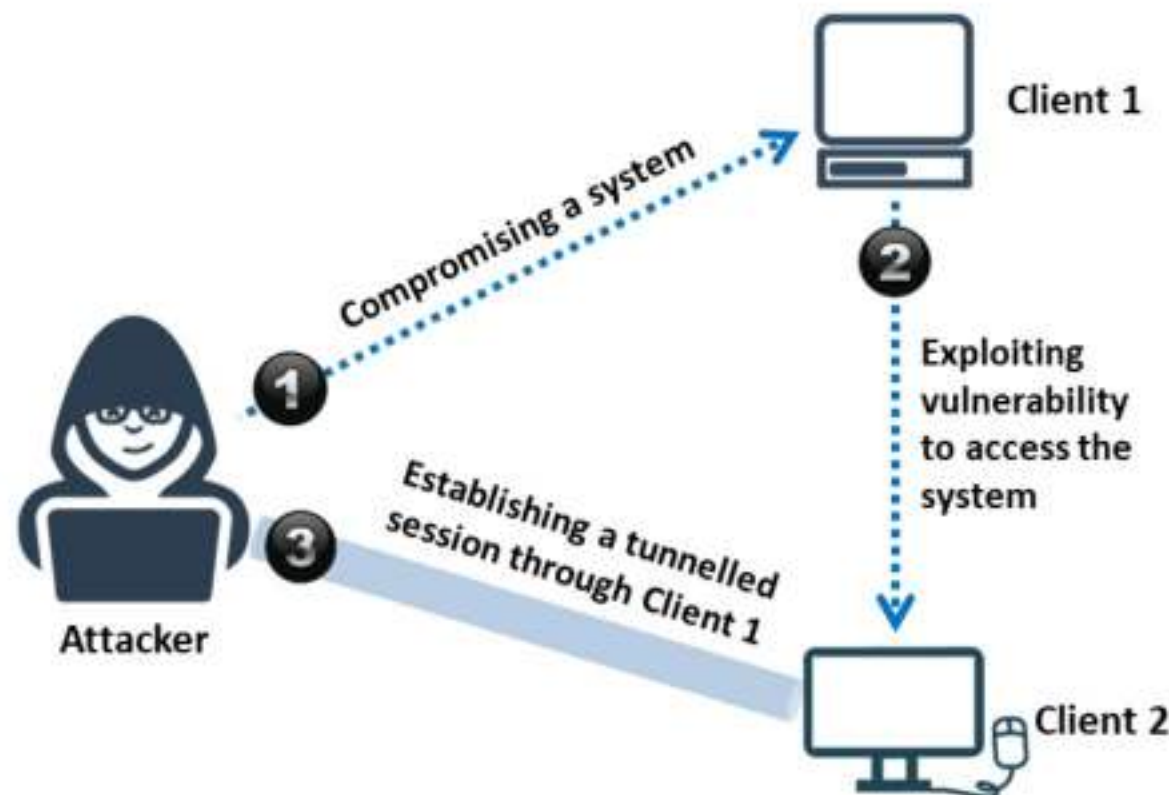 Client 1
Compromising a system
2
1
Exploiting
vulnerability
to access the
system
Establishing a tunnelled
session through Client 1
3
Attacker
Client 2